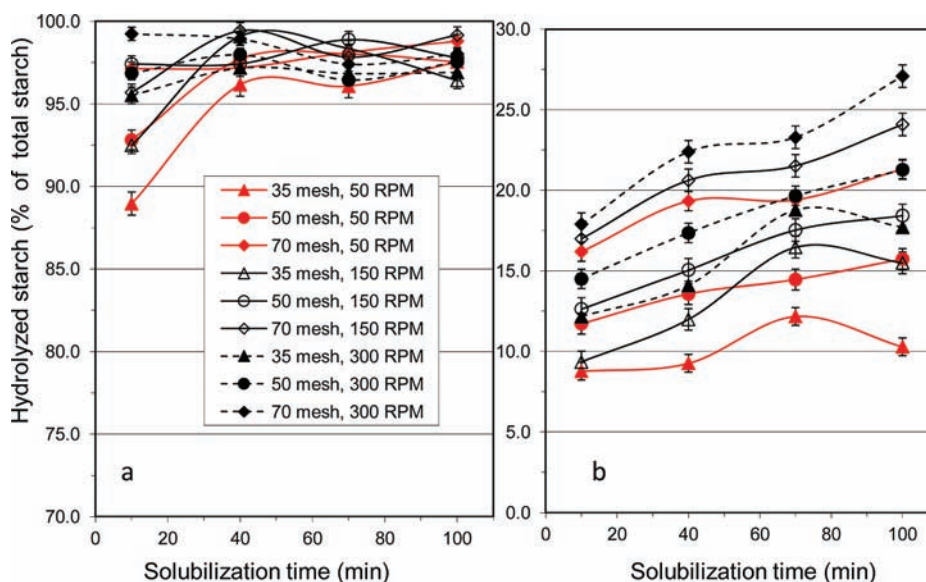 Hydrolyzed starch (% of total starch)
100.0
95.0
90.0
85.0
80.0
75.0
70.0
0 20 40 60 80 100
Solubilization time (min)
a
35 mesh, 50 RPM
50 mesh, 50 RPM
70 mesh, 50 RPM
35 mesh, 150 RPM
50 mesh, 150 RPM
70 mesh, 150 RPM
35 mesh, 300 RPM
50 mesh, 300 RPM
70 mesh, 300 RPM
30.0
25.0
20.0
15.0
10.0
5.0
0.0
0 20 40 60 80 100
Solubilization time (min)
b